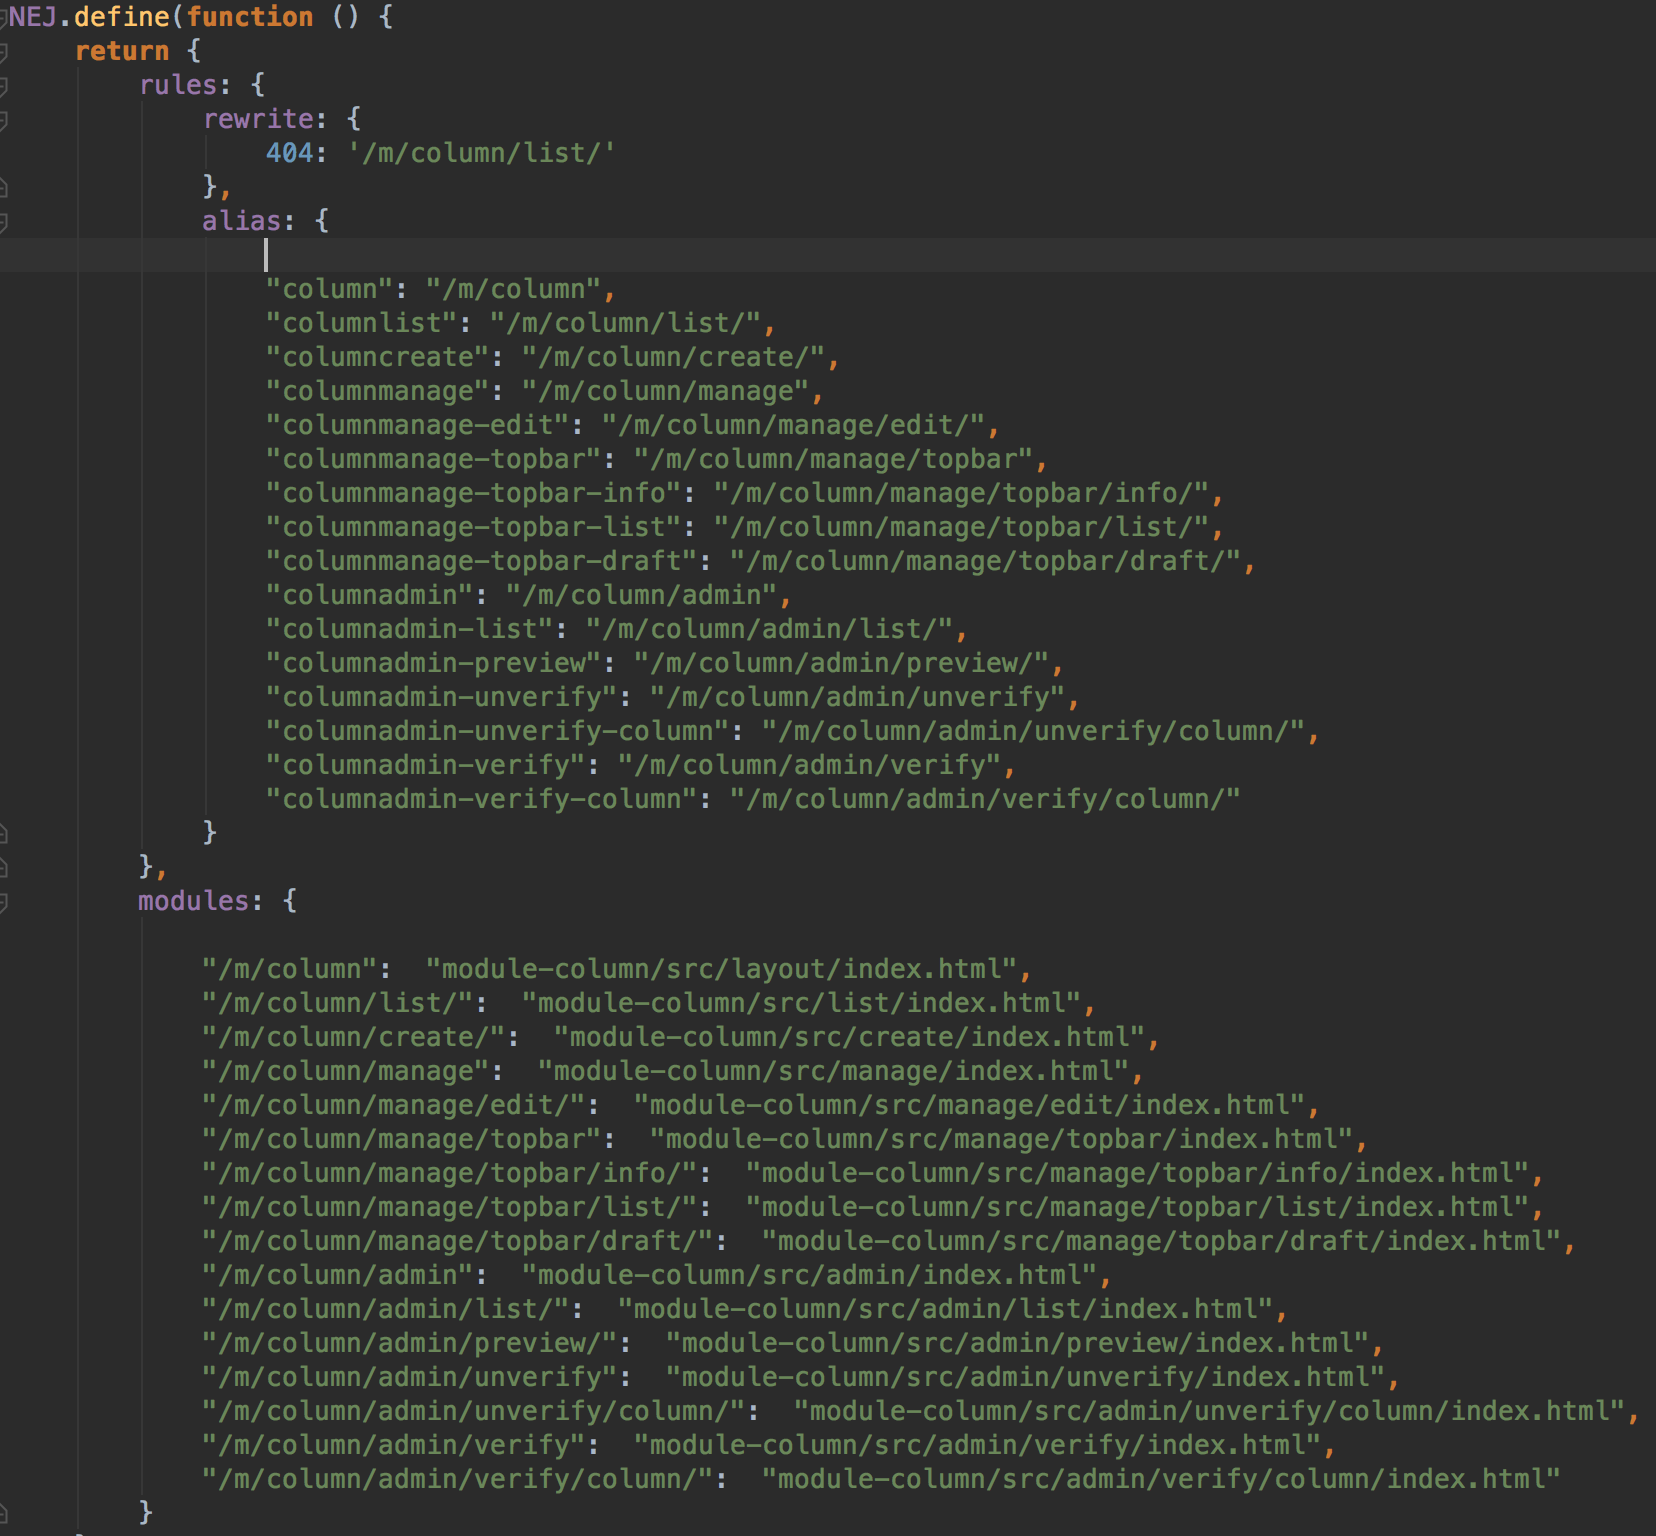 NEJ.define(function () {
    return {
        rules: {
            rewrite: {
                404: '/m/column/list/'
            },
            alias: {

                "column": "/m/column",
                "columnlist": "/m/column/list/",
                "columncreate": "/m/column/create/",
                "columnmanage": "/m/column/manage",
                "columnmanage-edit": "/m/column/manage/edit/",
                "columnmanage-topbar": "/m/column/manage/topbar",
                "columnmanage-topbar-info": "/m/column/manage/topbar/info/",
                "columnmanage-topbar-list": "/m/column/manage/topbar/list/",
                "columnmanage-topbar-draft": "/m/column/manage/topbar/draft/",
                "columnadmin": "/m/column/admin",
                "columnadmin-list": "/m/column/admin/list/",
                "columnadmin-preview": "/m/column/admin/preview/",
                "columnadmin-unverify": "/m/column/admin/unverify",
                "columnadmin-unverify-column": "/m/column/admin/unverify/column/",
                "columnadmin-verify": "/m/column/admin/verify",
                "columnadmin-verify-column": "/m/column/admin/verify/column/"
            }
        },
        modules: {

            "/m/column":  "module-column/src/layout/index.html",
            "/m/column/list/":  "module-column/src/list/index.html",
            "/m/column/create/":  "module-column/src/create/index.html",
            "/m/column/manage":  "module-column/src/manage/index.html",
            "/m/column/manage/edit/":  "module-column/src/manage/edit/index.html",
            "/m/column/manage/topbar":  "module-column/src/manage/topbar/index.html",
            "/m/column/manage/topbar/info/":  "module-column/src/manage/topbar/info/index.html",
            "/m/column/manage/topbar/list/":  "module-column/src/manage/topbar/list/index.html",
            "/m/column/manage/topbar/draft/":  "module-column/src/manage/topbar/draft/index.html",
            "/m/column/admin":  "module-column/src/admin/index.html",
            "/m/column/admin/list/":  "module-column/src/admin/list/index.html",
            "/m/column/admin/preview/":  "module-column/src/admin/preview/index.html",
            "/m/column/admin/unverify":  "module-column/src/admin/unverify/index.html",
            "/m/column/admin/unverify/column/":  "module-column/src/admin/unverify/column/index.html",
            "/m/column/admin/verify":  "module-column/src/admin/verify/index.html",
            "/m/column/admin/verify/column/":  "module-column/src/admin/verify/column/index.html"
        }